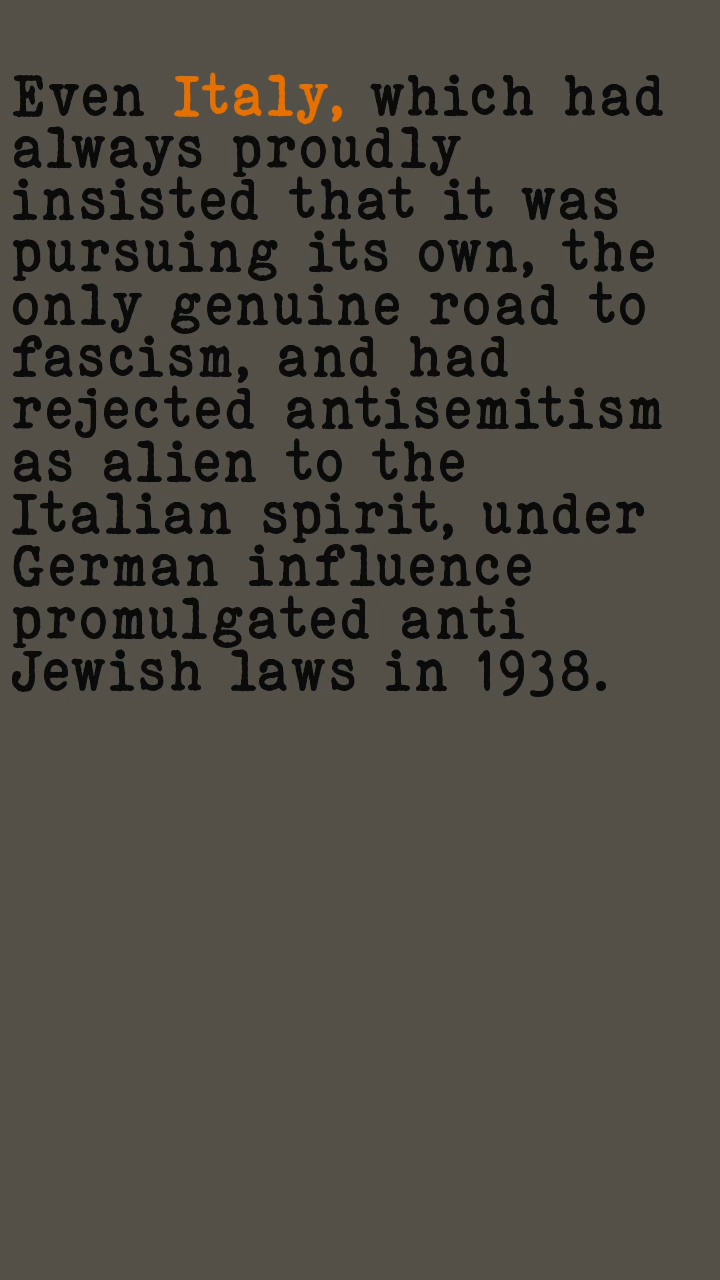 Even Italy, which had
always proudly
insisted that it was
pursuing its own, the
only genuine road to
fascism, and had
rejected antisemitism
as alien to the
Italian spirit, under
German influence
promulgated anti
Jewish laws in 1938.